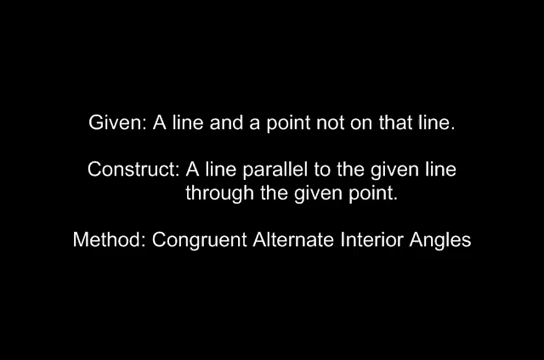 Given: A line and a point not on that line.
Construct: A line parallel to the given line
through the given point.
Method: Congruent Alternate Interior Angles